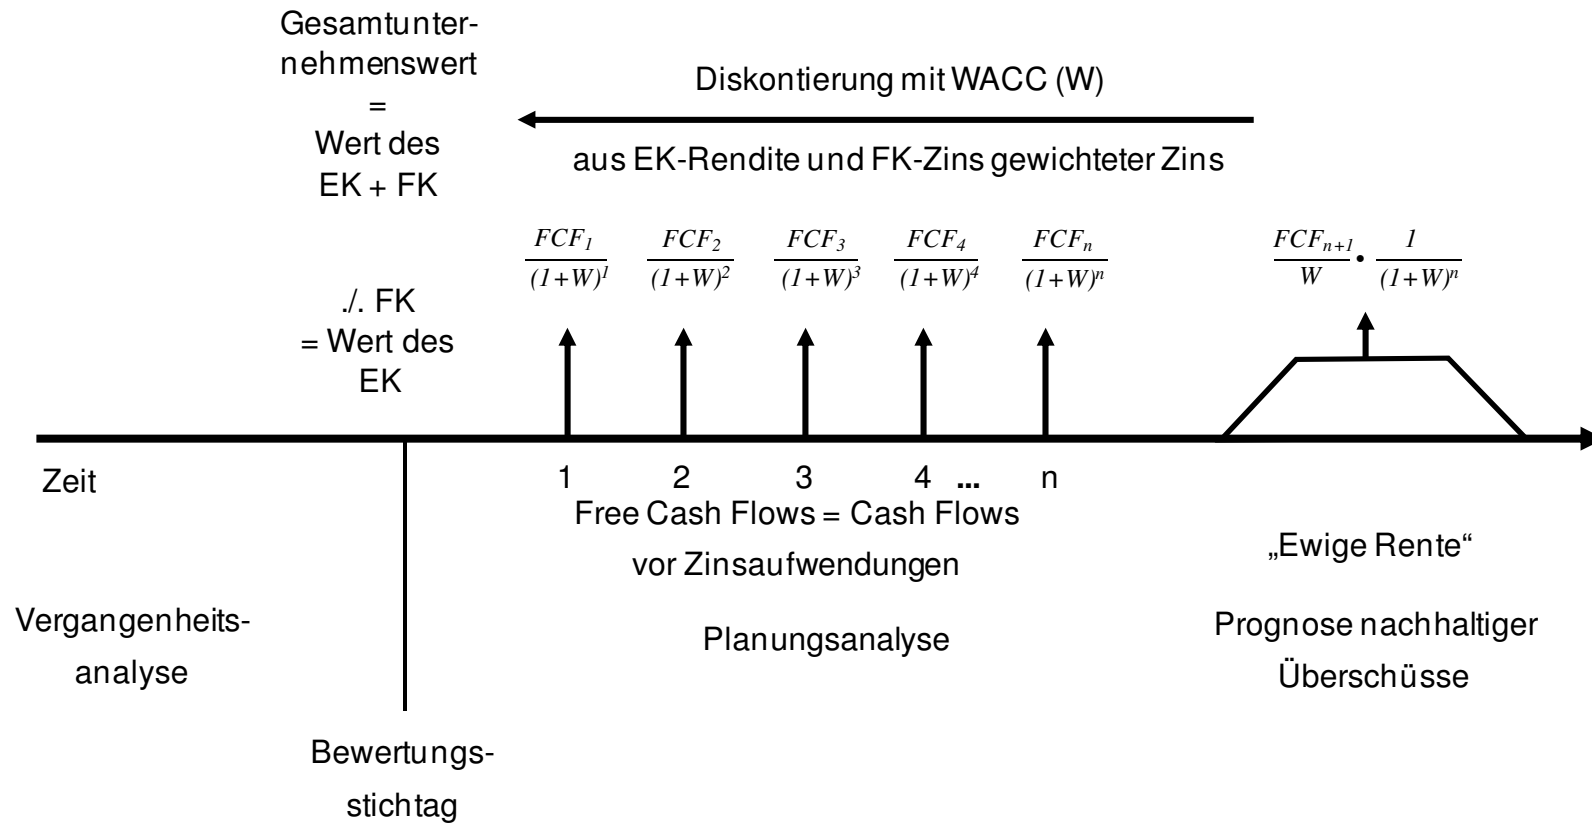 Gesamtunter-
nehmenswert
=
Wert des
EK + FK
Diskontierung mit WACC (W)
aus EK-Rendite und FK-Zins gewichteter Zins
FCF₁/(1+W)¹ FCF₂/(1+W)² FCF₃/(1+W)³ FCF₄/(1+W)⁴ FCFₙ/(1+W)ⁿ FCFₙ₊₁/W • 1/(1+W)ⁿ
./. FK
= Wert des
EK
Zeit 1 2 3 4 ... n
Free Cash Flows = Cash Flows
vor Zinsaufwendungen
„Ewige Rente“
Vergangenheits-
analyse
Planungsanalyse
Prognose nachhaltiger
Überschüsse
Bewertungs-
stichtag